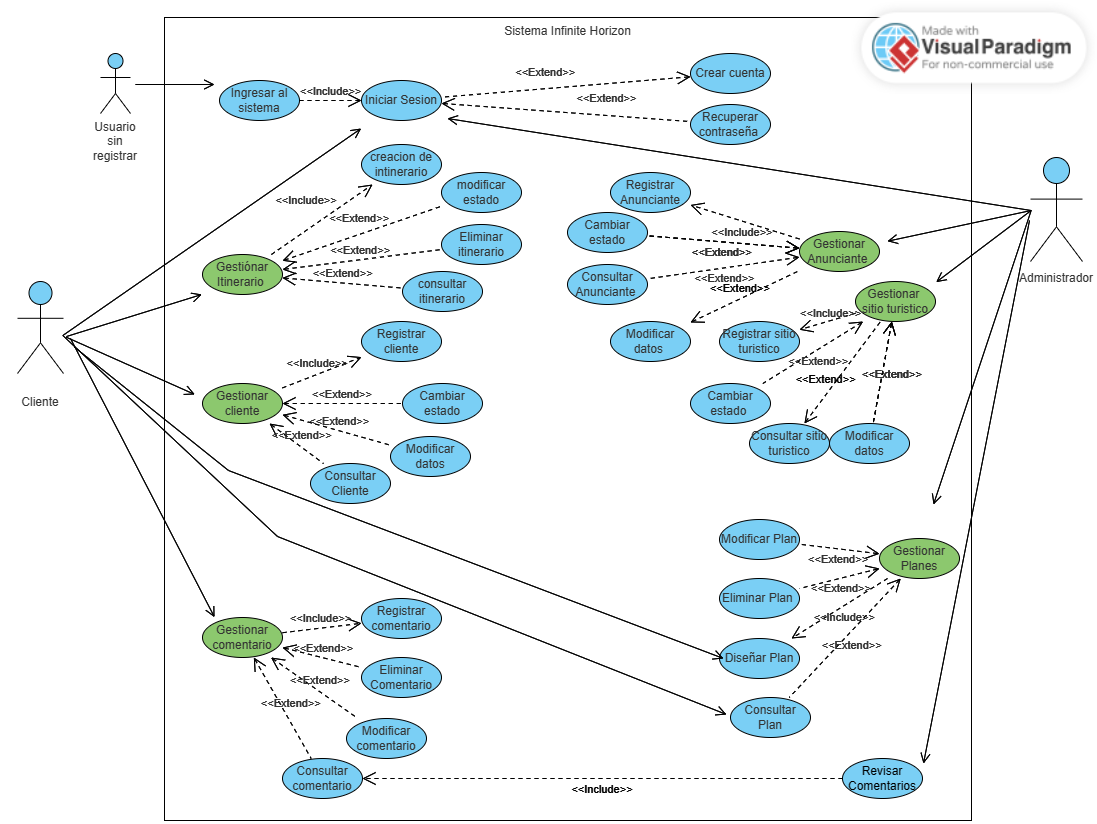 Sistema Infinite Horizon
Made with
VisualParadigm
For non-commercial use
Usuario
sin
registrar
Ingresar al
sistema
<<Include>>
Iniciar Sesion
<<Extend>>
Crear cuenta
<<Extend>>
Recuperar
contraseña
creacion de
intinerario
<<Include>>
modificar
estado
<<Extend>>
Eliminar
itinerario
<<Extend>>
Gestiónar
Itinerario
<<Extend>>
consultar
itinerario
Registrar
Anunciante
Cambiar
estado
<<Include>>
Gestionar
Anunciante
<<Extend>>
Consultar
Anunciante
<<Extend>>
<<Extend>>
Modificar
datos
Administrador
Gestionar
sitio turistico
<<Include>>
Registrar sitio
turistico
<<Extend>>
<<Extend>>
<<Extend>>
Cambiar
estado
Consultar sitio
turistico
Modificar
datos
Cliente
Registrar
cliente
<<Include>>
Gestionar
cliente
<<Extend>>
Cambiar
estado
<<Extend>>
<<Extend>>
Modificar
datos
Consultar
Cliente
Modificar Plan
<<Extend>>
Gestionar
Planes
Eliminar Plan
<<Extend>>
<<Include>>
Diseñar Plan
<<Extend>>
Consultar
Plan
Gestionar
comentario
<<Include>>
Registrar
comentario
<<Extend>>
Eliminar
Comentario
<<Extend>>
<<Extend>>
Modificar
comentario
Consultar
comentario
<<Include>>
Revisar
Comentarios